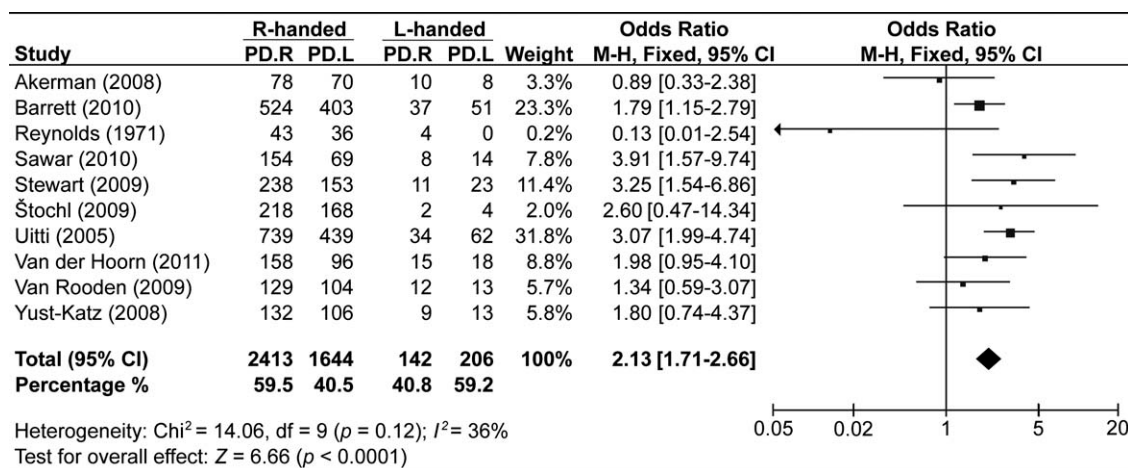 R-handed L-handed Odds Ratio Odds Ratio
Study PD.R PD.L PD.R PD.L Weight M-H, Fixed, 95% CI M-H, Fixed, 95% CI
Akerman (2008) 78 70 10 8 3.3% 0.89 [0.33-2.38]
Barrett (2010) 524 403 37 51 23.3% 1.79 [1.15-2.79]
Reynolds (1971) 43 36 4 0 0.2% 0.13 [0.01-2.54]
Sawar (2010) 154 69 8 14 7.8% 3.91 [1.57-9.74]
Stewart (2009) 238 153 11 23 11.4% 3.25 [1.54-6.86]
Štochl (2009) 218 168 2 4 2.0% 2.60 [0.47-14.34]
Uitti (2005) 739 439 34 62 31.8% 3.07 [1.99-4.74]
Van der Hoorn (2011) 158 96 15 18 8.8% 1.98 [0.95-4.10]
Van Rooden (2009) 129 104 12 13 5.7% 1.34 [0.59-3.07]
Yust-Katz (2008) 132 106 9 13 5.8% 1.80 [0.74-4.37]
Total (95% CI) 2413 1644 142 206 100% 2.13 [1.71-2.66]
Percentage % 59.5 40.5 40.8 59.2
0.05 0.02 1 5 20
Heterogeneity: Chi² = 14.06, df = 9 (p = 0.12); I² = 36%
Test for overall effect: Z = 6.66 (p < 0.0001)